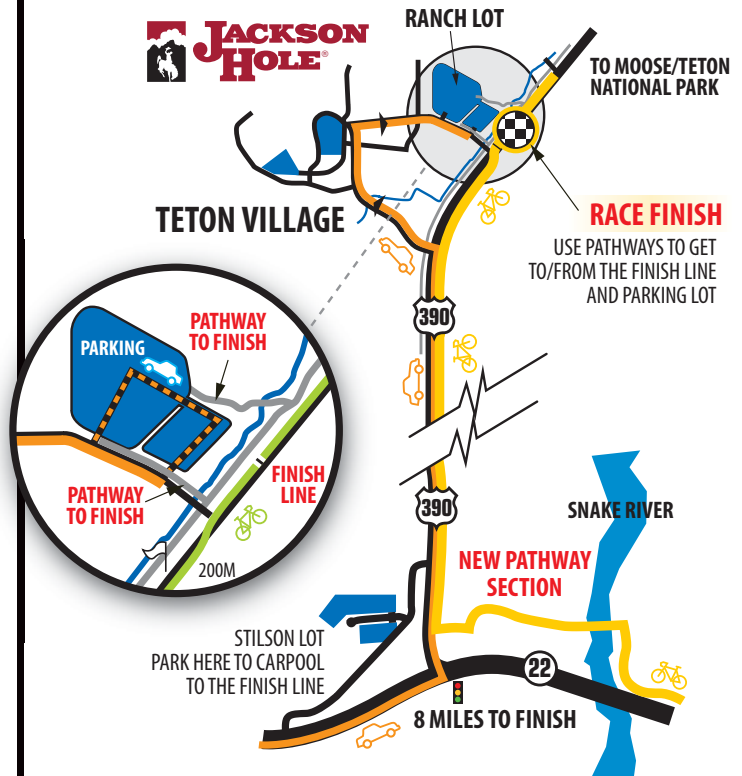 JACKSON
HOLE®
RANCH LOT
TO MOOSE/TETON
NATIONAL PARK
TETON VILLAGE
RACE FINISH
USE PATHWAYS TO GET
TO/FROM THE FINISH LINE
AND PARKING LOT
390
PATHWAY
TO FINISH
PARKING
FINISH
LINE
PATHWAY
TO FINISH
200M
390
SNAKE RIVER
NEW PATHWAY
SECTION
STILSON LOT
PARK HERE TO CARPOOL
TO THE FINISH LINE
22
8 MILES TO FINISH